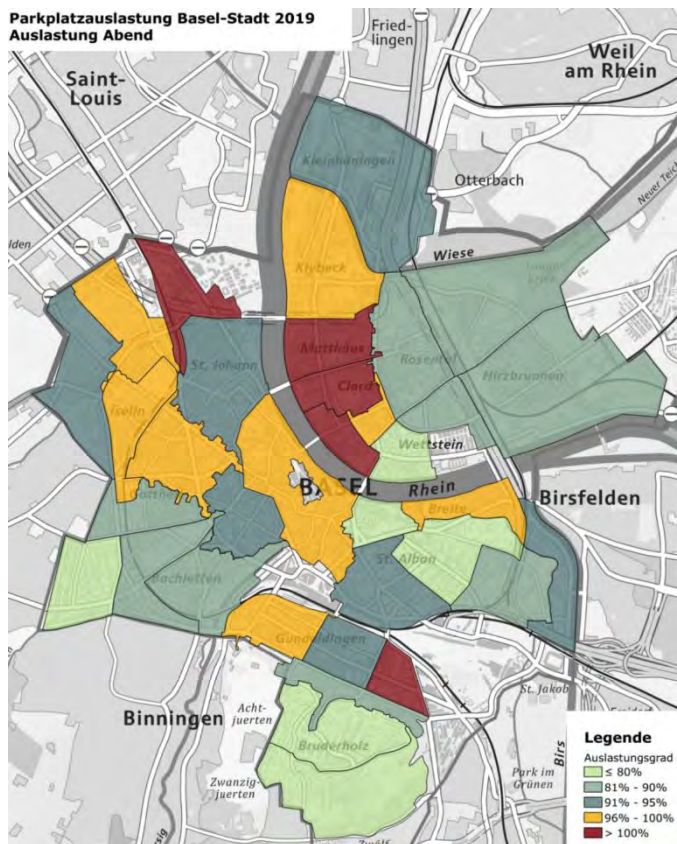 Parkplatzauslastung Basel-Stadt 2019
Auslastung Abend
Fried-
lingen
Weil
am Rhein
Saint-
Louis
Kleinhüningen
Otterbach
Neuer Teich
Wiese
Klybeck
Matthäus
Rosental
Hirzbrunnen
St. Johann
Clara
Iselin
Wettstein
BASEL
Rhein
Birsfelden
Breite
St. Alban
Bachletten
Gundeldingen
St. Jakob
Binningen
Acht-
juerten
Bruderholz
Zwanzig-
juerten
Park im
Grünen
Birs
Legende
Auslastungsgrad
≤ 80%
81% - 90%
91% - 95%
96% - 100%
> 100%